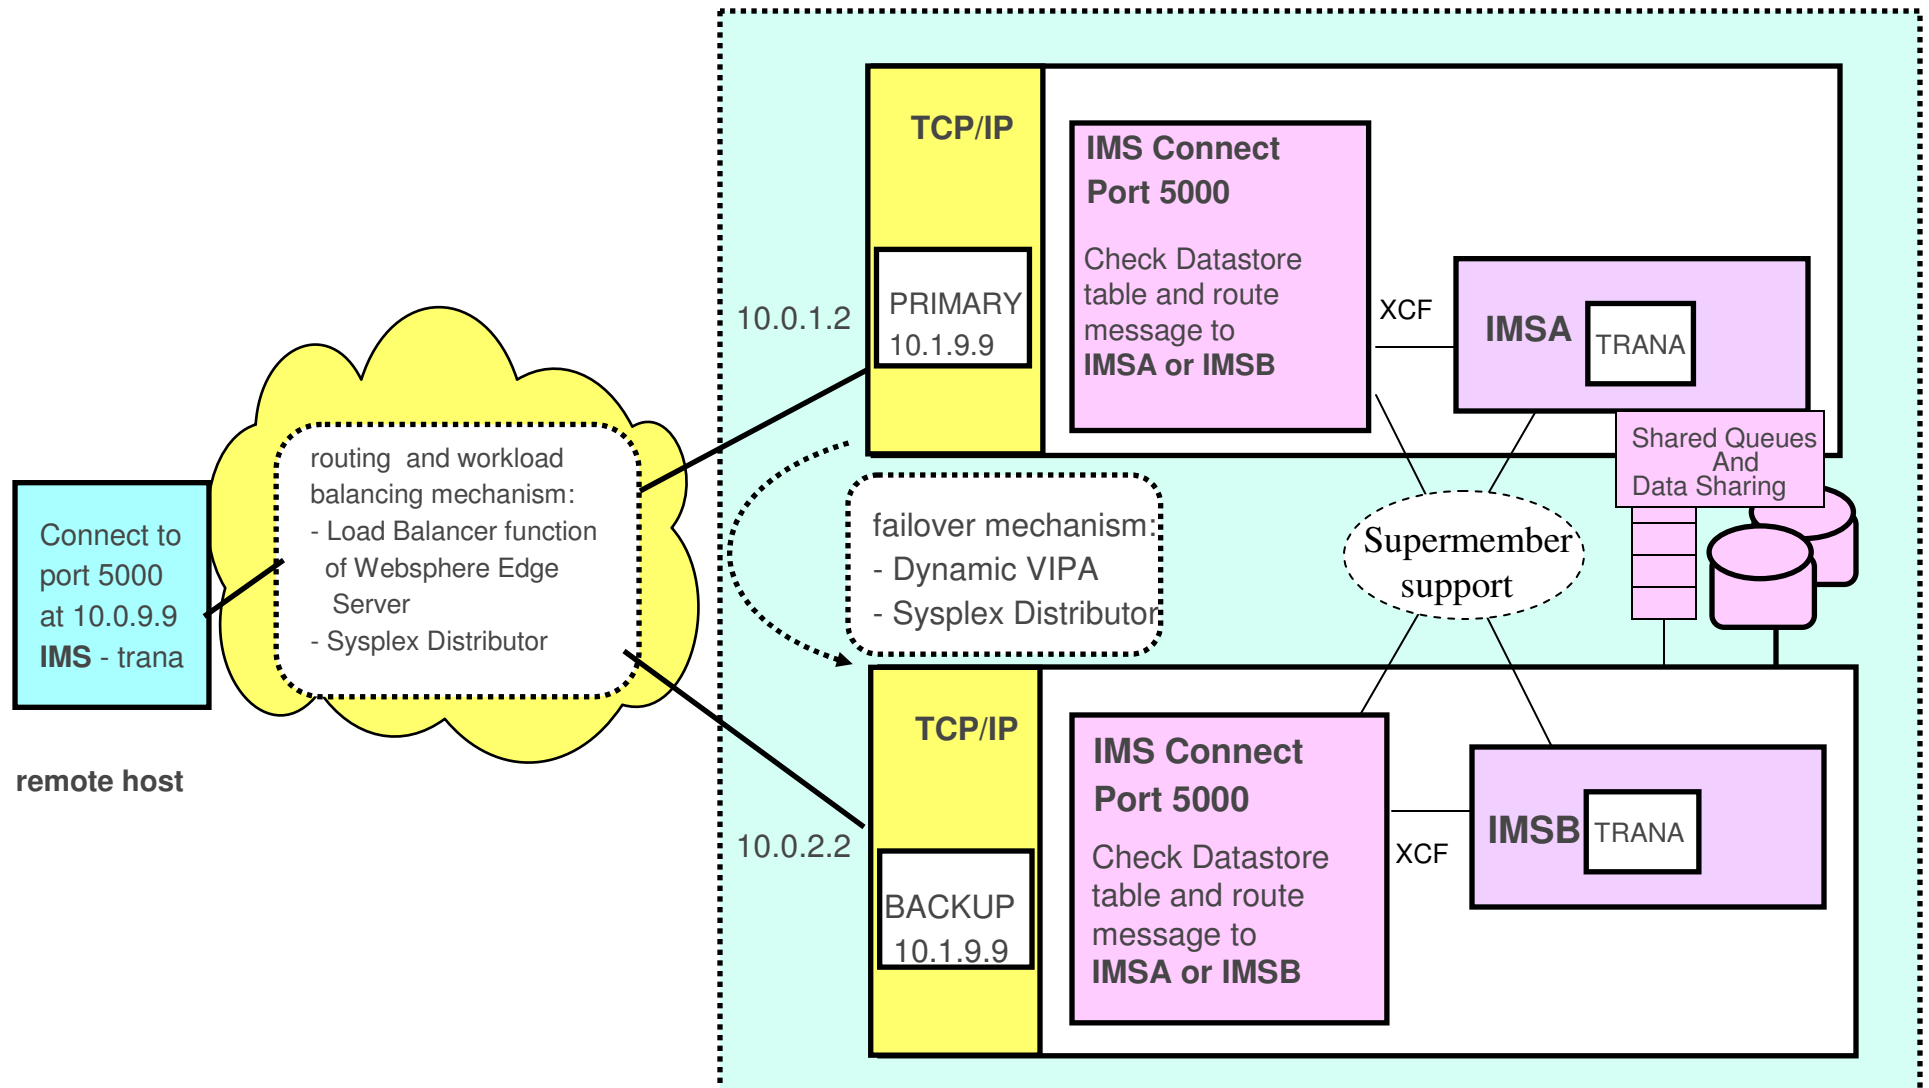 Connect to
port 5000
at 10.0.9.9
IMS - trana
remote host
routing and workload
balancing mechanism:
- Load Balancer function
of Websphere Edge
Server
- Sysplex Distributor
10.0.1.2
TCP/IP
PRIMARY
10.1.9.9
IMS Connect
Port 5000
Check Datastore
table and route
message to
IMSA or IMSB
XCF
IMSA
TRANA
Shared Queues
And
Data Sharing
failover mechanism:
- Dynamic VIPA
- Sysplex Distributor
Supermember
support
10.0.2.2
TCP/IP
BACKUP
10.1.9.9
IMS Connect
Port 5000
Check Datastore
table and route
message to
IMSA or IMSB
XCF
IMSB
TRANA